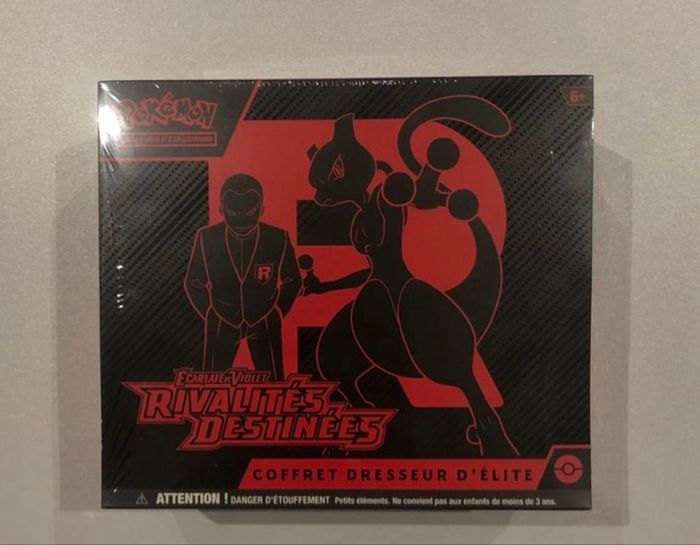 POKÉMON
6+
R
ÉCARLATE ET VIOLET
RIVALITÉS
DESTINÉES
COFFRET DRESSEUR D'ÉLITE
⚠ ATTENTION ! DANGER D'ÉTOUFFEMENT Petits éléments. Ne convient pas aux enfants de moins de 3 ans.